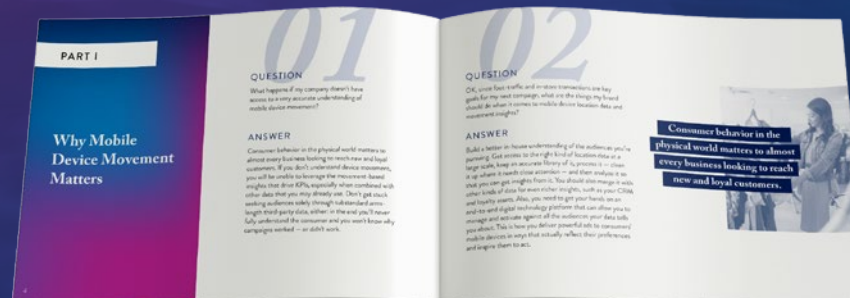 PART I
Why Mobile
Device Movement
Matters
4
01
QUESTION
What happens if my company doesn't have
access to a very accurate understanding of
mobile device movement?
ANSWER
Consumer behavior in the physical world matters to
almost every business looking to reach new and loyal
customers. If you don't understand device movement,
you will be unable to leverage the movement-based
insights that drive KPIs, especially when combined with
other data that you may already use. Don't get stuck
seeking audiences solely through substandard arms-
length third-party data, either: in the end you'll never
fully understand the consumer and you won't know why
campaigns worked — or didn't work.
02
QUESTION
OK, since foot-traffic and in-store transactions are key
goals for my next campaign, what are the things my brand
should do when it comes to mobile device location data and
movement insights?
ANSWER
Build a better in-house understanding of the audiences you're
pursuing. Get access to the right kind of location data at a
large scale, keep an accurate library of it, process it — clean
it up where it needs close attention — and then analyze it so
that you can get insights from it. You should also merge it with
other kinds of data for even richer insights, such as your CRM
and loyalty assets. Also, you need to get your hands on an
end-to-end digital technology platform that can allow you to
manage and activate against all the audiences your data tells
you about. This is how you deliver powerful ads to consumers'
mobile devices in ways that actually reflect their preferences
and inspire them to act.
Consumer behavior in the
physical world matters to almost
every business looking to reach
new and loyal customers.